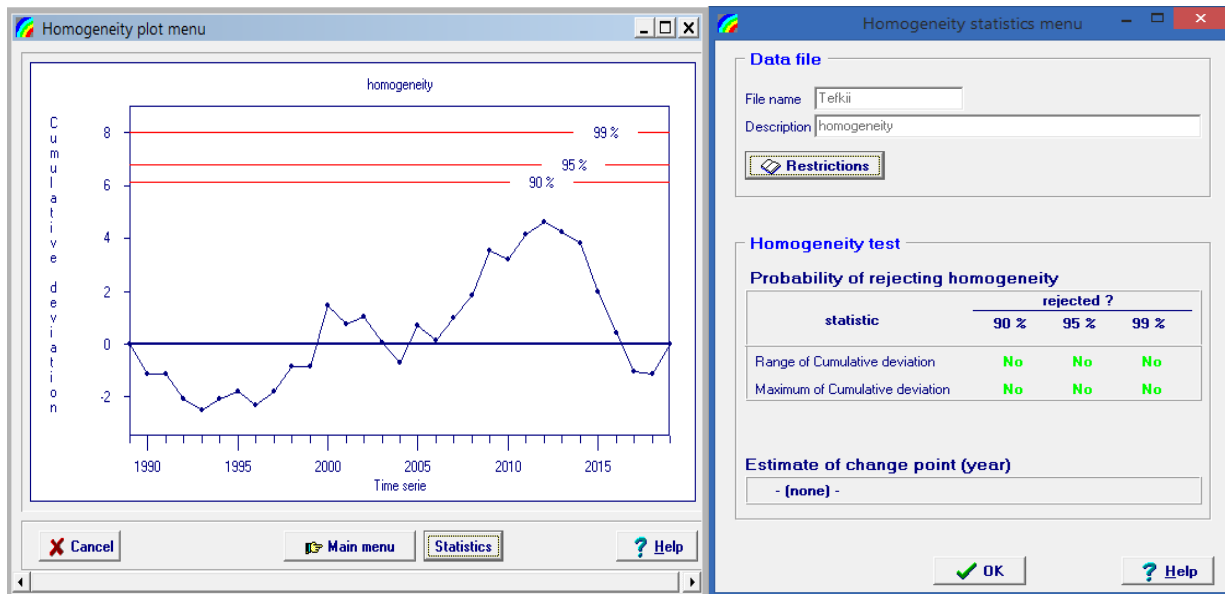 Homogeneity plot menu
homogeneity
Cumulative deviation
8
6
4
2
0
-2
99 %
95 %
90 %
1990 1995 2000 2005 2010 2015
Time serie
Cancel Main menu Statistics Help
Homogeneity statistics menu
Data file
File name Tefkii
Description homogeneity
Restrictions
Homogeneity test
Probability of rejecting homogeneity
rejected ?
statistic 90 % 95 % 99 %
Range of Cumulative deviation No No No
Maximum of Cumulative deviation No No No
Estimate of change point (year)
- (none) -
OK Help